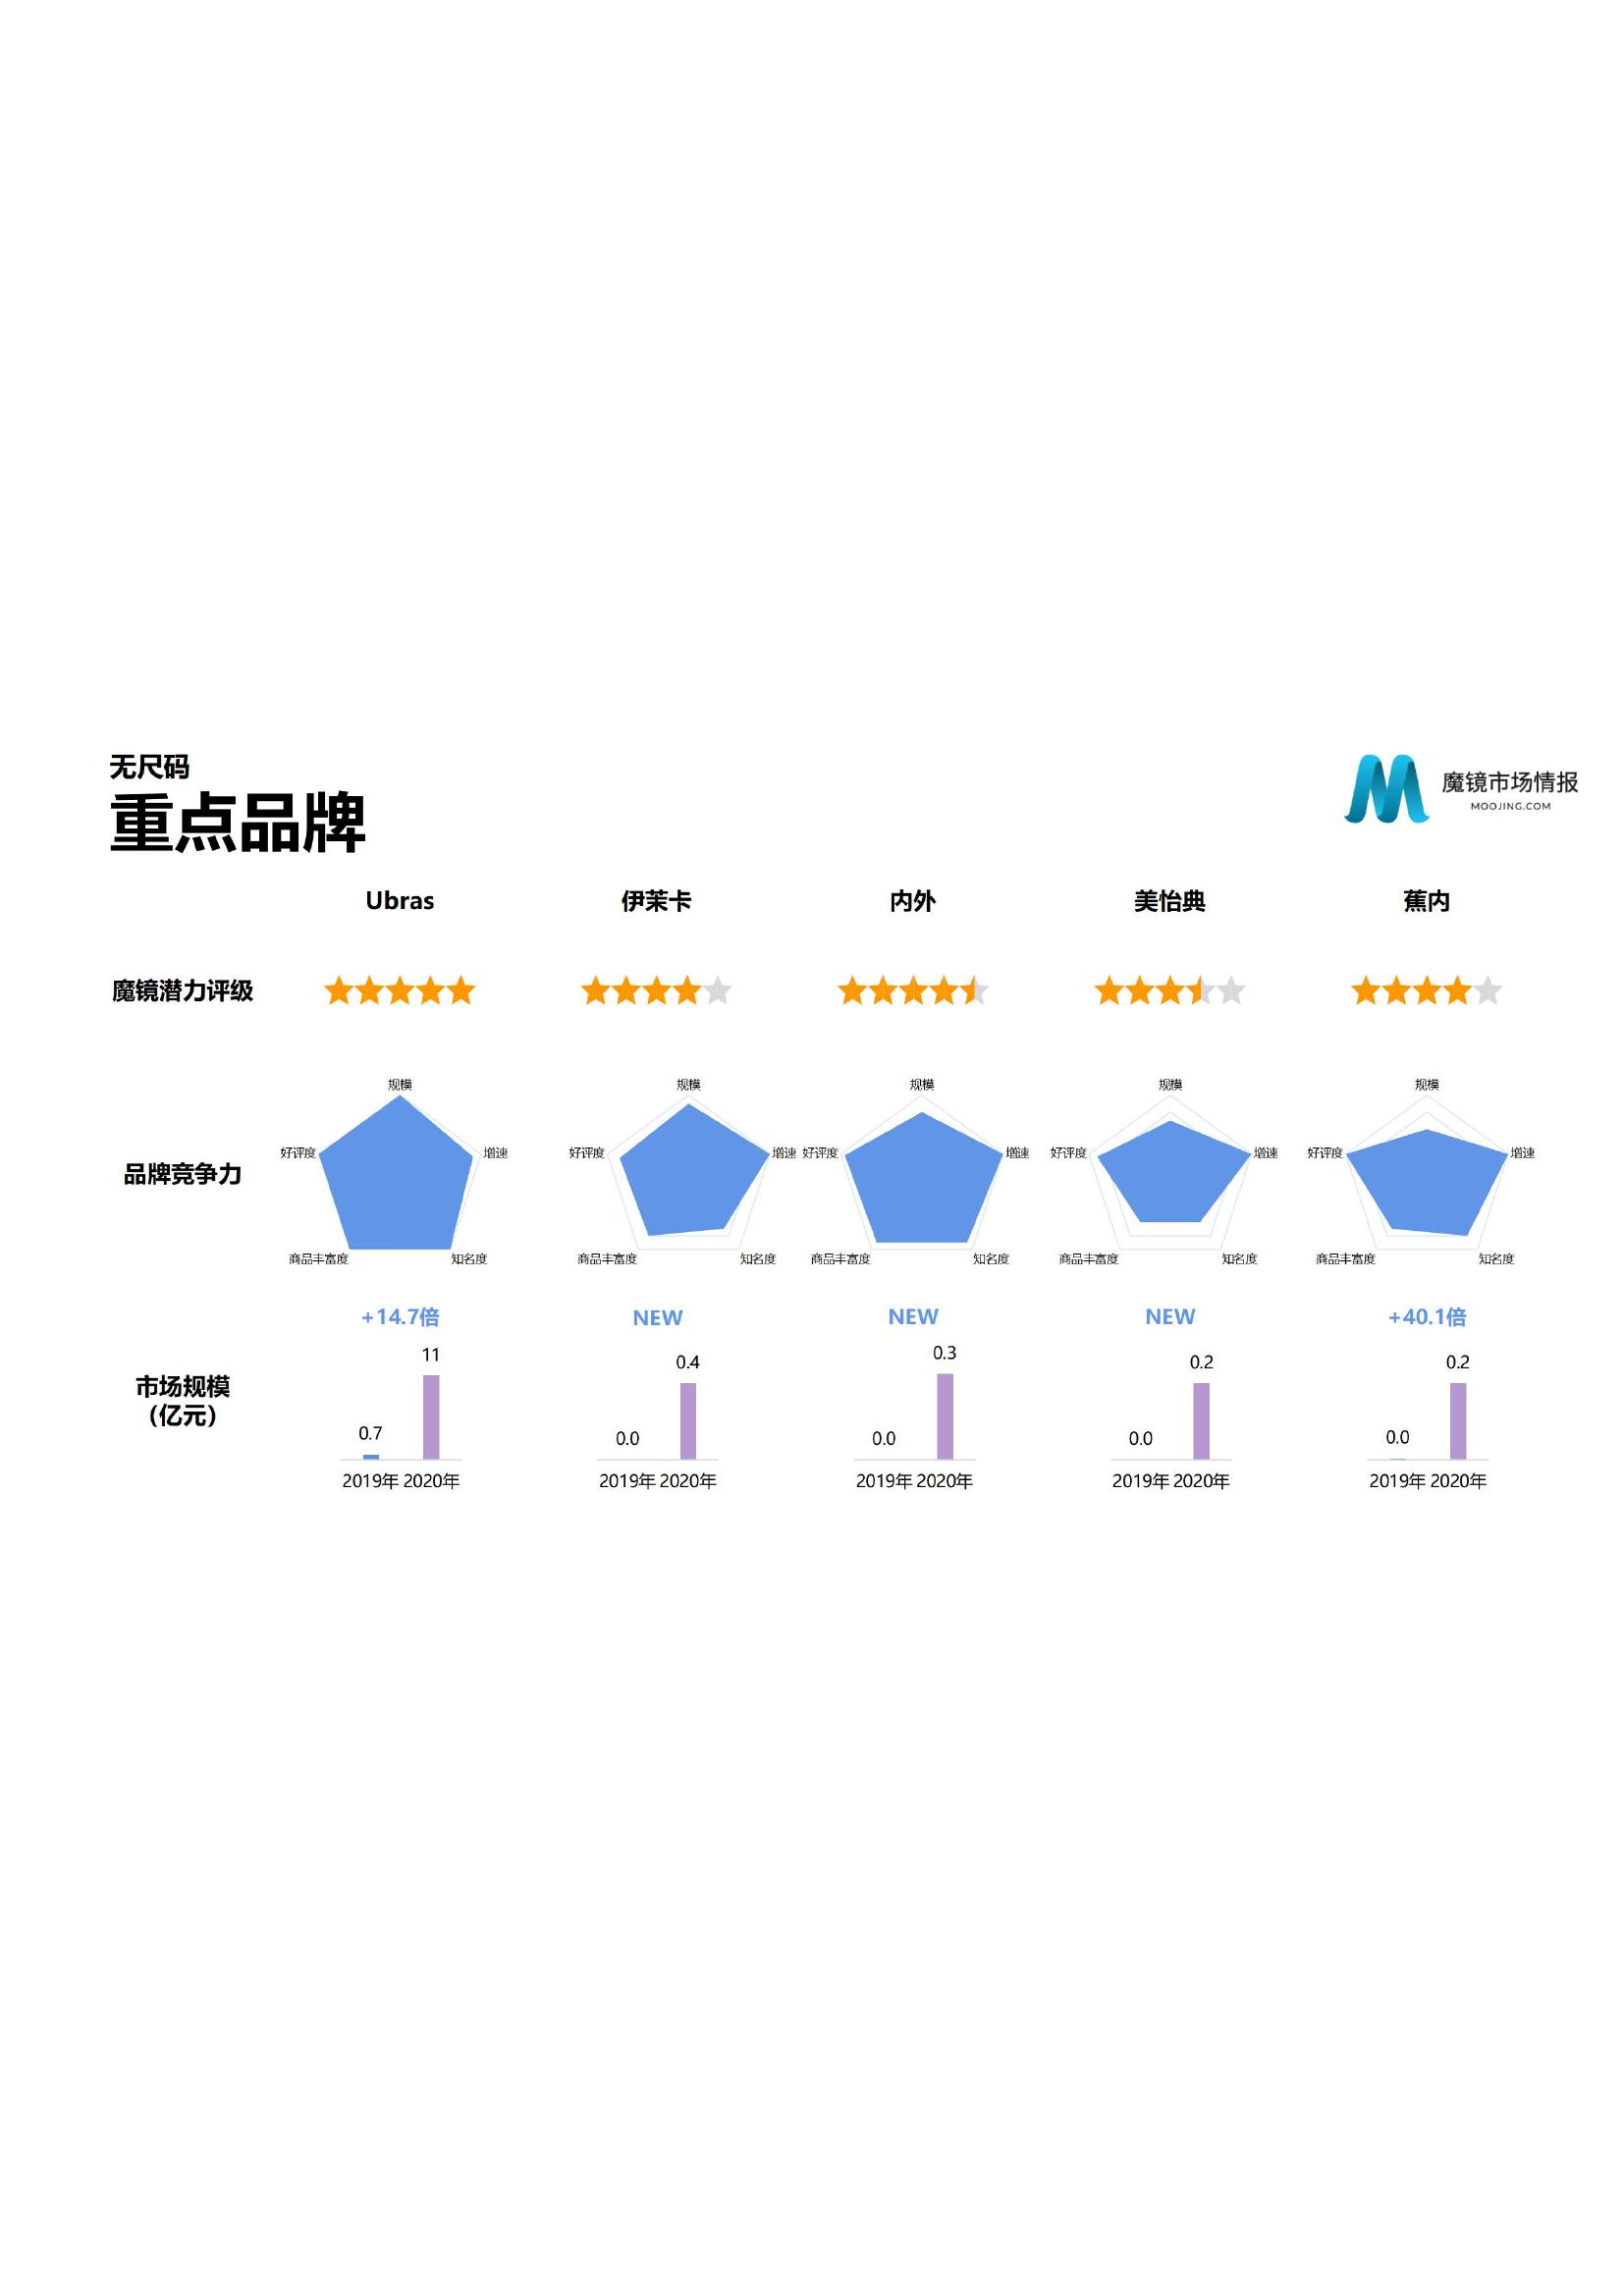 无尺码
重点品牌
魔镜市场情报
MOOJING.COM
Ubras 伊茉卡 内外 美怡典 蕉内
魔镜潜力评级
品牌竞争力
规模 增速 知名度 商品丰富度 好评度
规模 增速 知名度 商品丰富度 好评度
规模 增速 知名度 商品丰富度 好评度
规模 增速 知名度 商品丰富度 好评度
规模 增速 知名度 商品丰富度 好评度
+14.7倍 NEW NEW NEW +40.1倍
市场规模
（亿元）
0.7 11
0.0 0.4
0.0 0.3
0.0 0.2
0.0 0.2
2019年 2020年 2019年 2020年 2019年 2020年 2019年 2020年 2019年 2020年